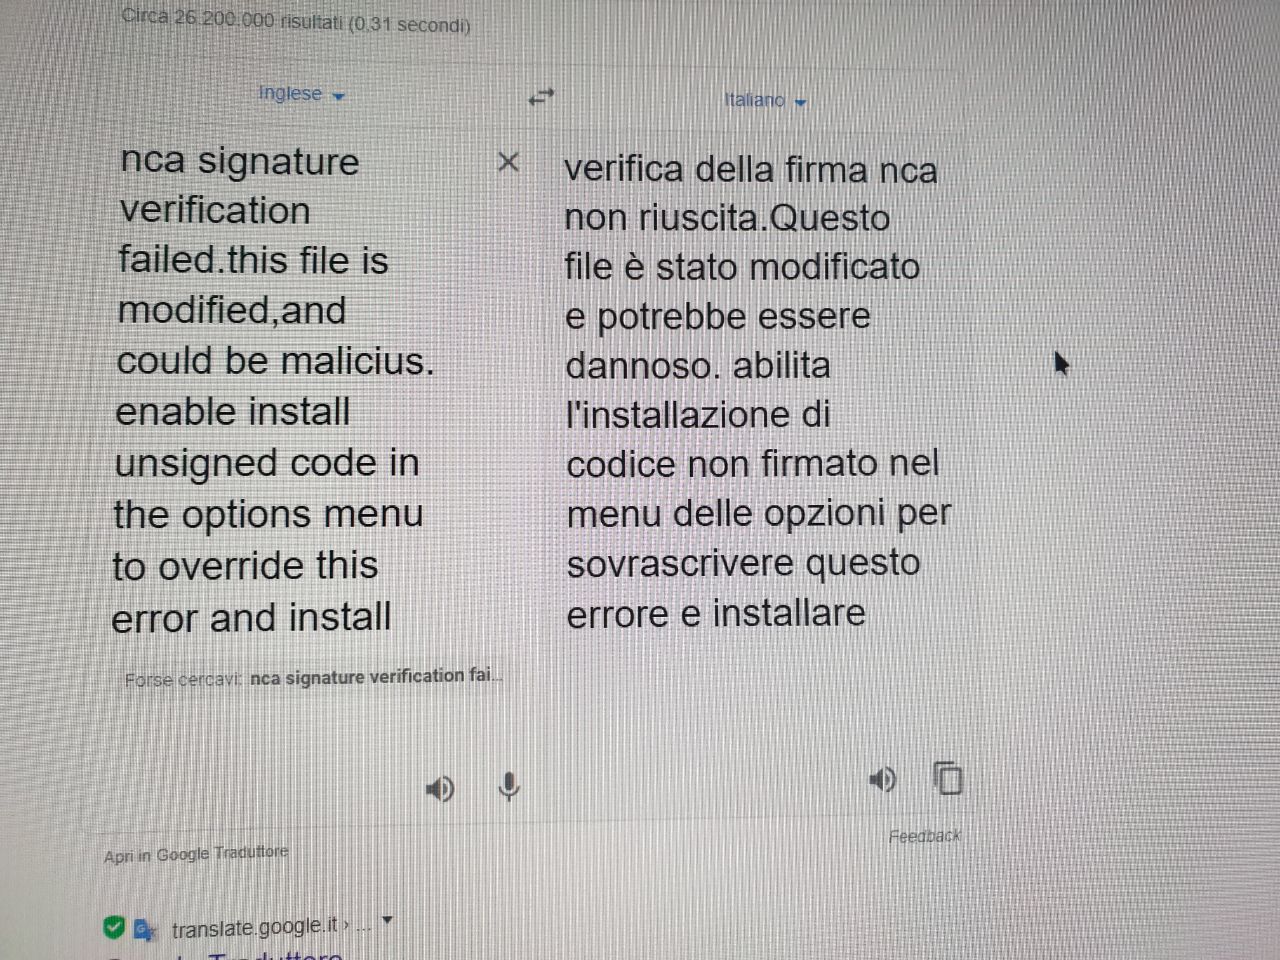 Circa 26.200.000 risultati (0,31 secondi)
Inglese
Italiano
nca signature
verification
failed.this file is
modified,and
could be malicius.
enable install
unsigned code in
the options menu
to override this
error and install
verifica della firma nca
non riuscita.Questo
file è stato modificato
e potrebbe essere
dannoso. abilita
l'installazione di
codice non firmato nel
menu delle opzioni per
sovrascrivere questo
errore e installare
Forse cercavi: nca signature verification fai...
Feedback
Apri in Google Traduttore
translate.google.it › ...
Traduttore